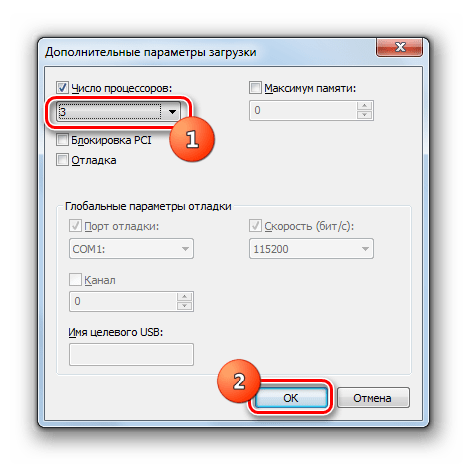 Дополнительные параметры загрузки
Число процессоров:
Максимум памяти:
3
0
1
Блокировка PCI
Отладка
Глобальные параметры отладки
Порт отладки:
Скорость (бит/с):
COM1:
115200
Канал
0
Имя целевого USB:
2
OK
Отмена